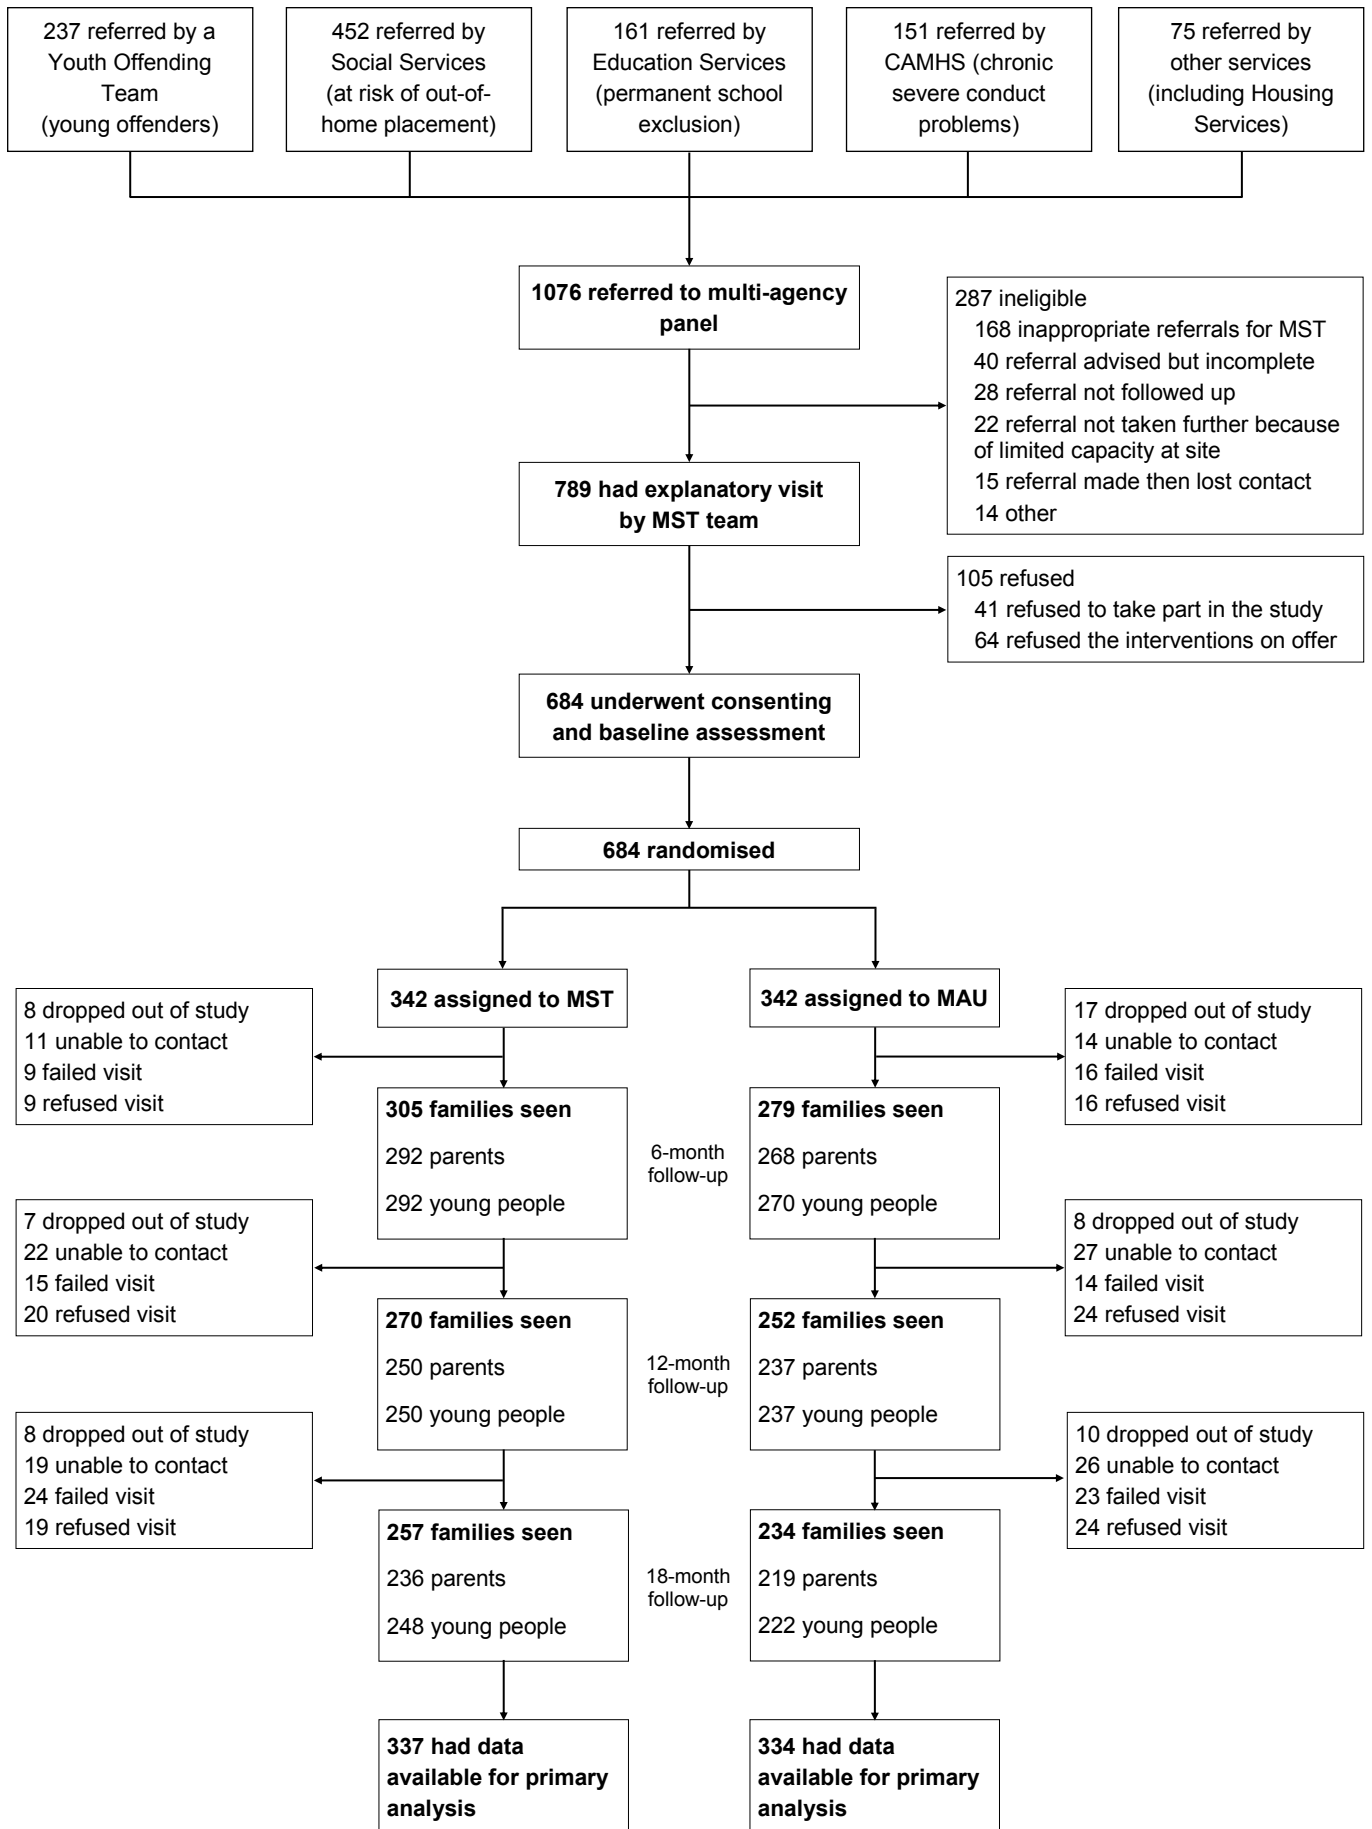 237 referred by a
Youth Offending
Team
(young offenders)
452 referred by
Social Services
(at risk of out-of-
home placement)
161 referred by
Education Services
(permanent school
exclusion)
151 referred by
CAMHS (chronic
severe conduct
problems)
75 referred by
other services
(including Housing
Services)
1076 referred to multi-agency
panel
287 ineligible
168 inappropriate referrals for MST
40 referral advised but incomplete
28 referral not followed up
22 referral not taken further because
of limited capacity at site
15 referral made then lost contact
14 other
789 had explanatory visit
by MST team
105 refused
41 refused to take part in the study
64 refused the interventions on offer
684 underwent consenting
and baseline assessment
684 randomised
342 assigned to MST
342 assigned to MAU
8 dropped out of study
11 unable to contact
9 failed visit
9 refused visit
17 dropped out of study
14 unable to contact
16 failed visit
16 refused visit
305 families seen
292 parents
292 young people
6-month
follow-up
279 families seen
268 parents
270 young people
7 dropped out of study
22 unable to contact
15 failed visit
20 refused visit
8 dropped out of study
27 unable to contact
14 failed visit
24 refused visit
270 families seen
250 parents
250 young people
12-month
follow-up
252 families seen
237 parents
237 young people
8 dropped out of study
19 unable to contact
24 failed visit
19 refused visit
10 dropped out of study
26 unable to contact
23 failed visit
24 refused visit
257 families seen
236 parents
248 young people
18-month
follow-up
234 families seen
219 parents
222 young people
337 had data
available for primary
analysis
334 had data
available for primary
analysis